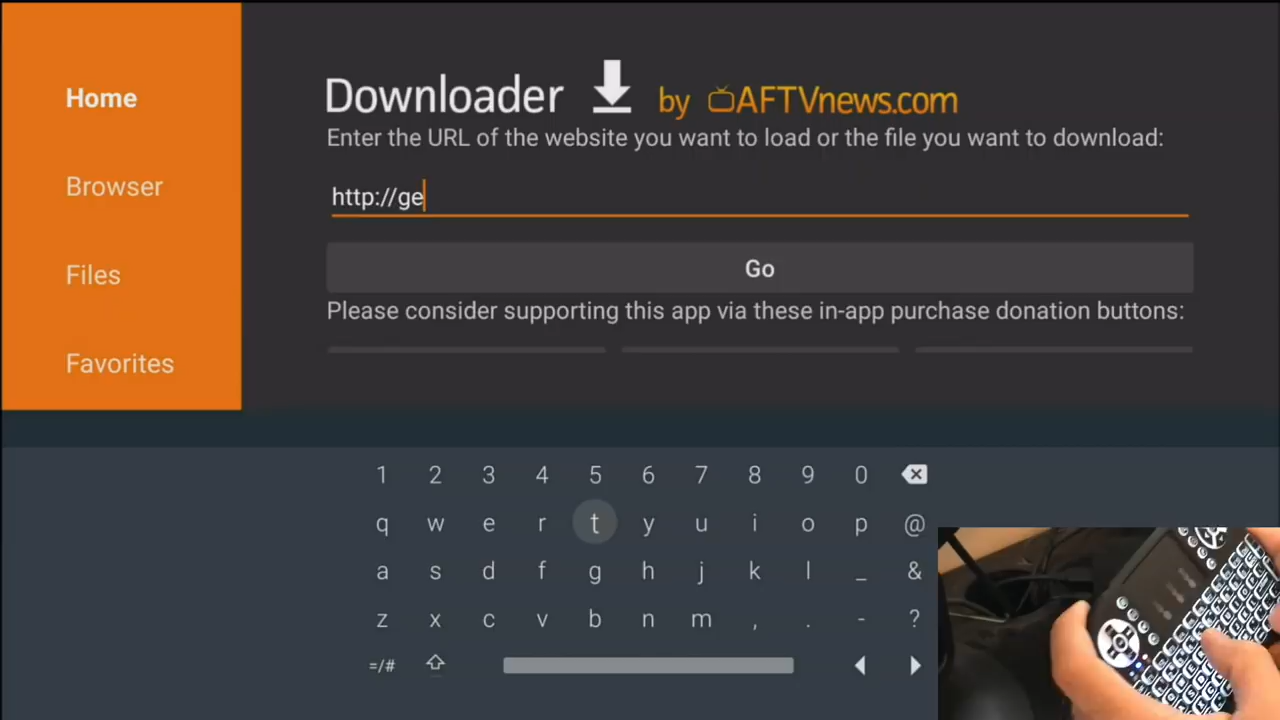 Home
Browser
Files
Favorites
Downloader by AFTVnews.com
Enter the URL of the website you want to load or the file you want to download:
http://ge
Go
Please consider supporting this app via these in-app purchase donation buttons:
1 2 3 4 5 6 7 8 9 0
q w e r t y u i o p @
a s d f g h j k l _ &
z x c v b n m , . - ?
=/#